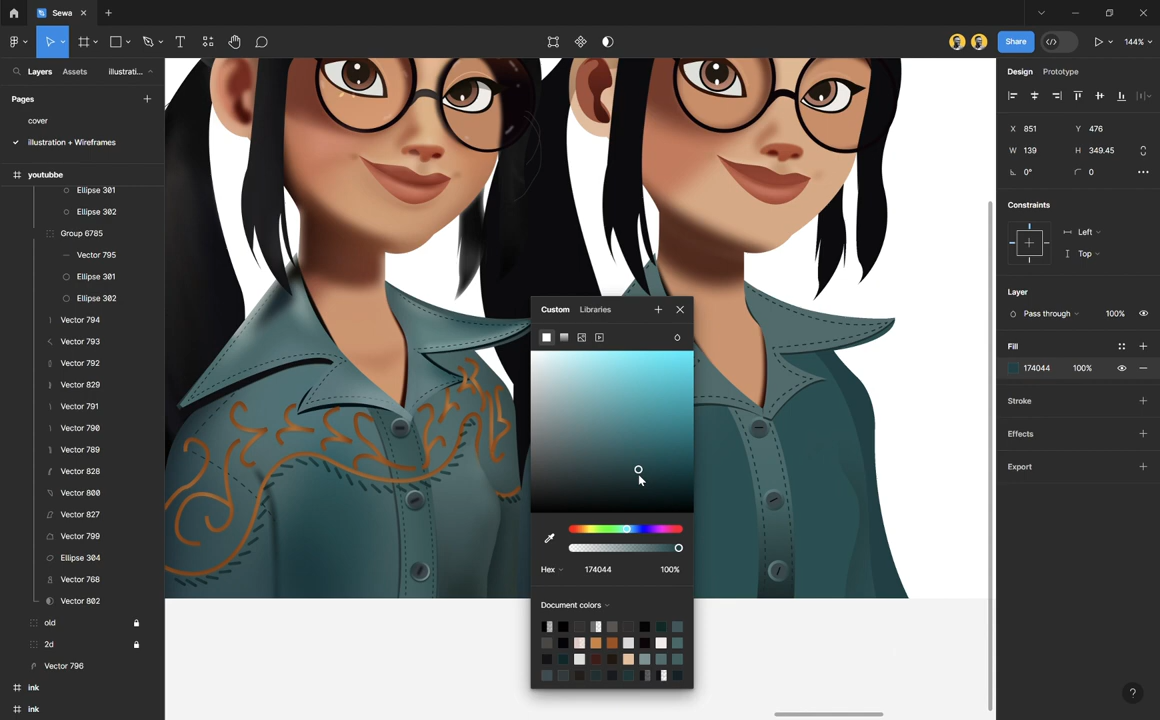 Sewa
Share
144%
Layers
Assets
illustrati...
Pages
cover
illustration + Wireframes
youtubbe
Ellipse 301
Ellipse 302
Group 6785
Vector 795
Ellipse 301
Ellipse 302
Vector 794
Vector 793
Vector 792
Vector 829
Vector 791
Vector 790
Vector 789
Vector 828
Vector 800
Vector 827
Vector 799
Ellipse 304
Vector 768
Vector 802
old
2d
Vector 796
ink
ink
Custom
Libraries
Hex
174044
100%
Document colors
Design
Prototype
X 851
Y 476
W 139
H 349.45
0°
0
Constraints
Left
Top
Layer
Pass through
100%
Fill
174044
100%
Stroke
Effects
Export
?